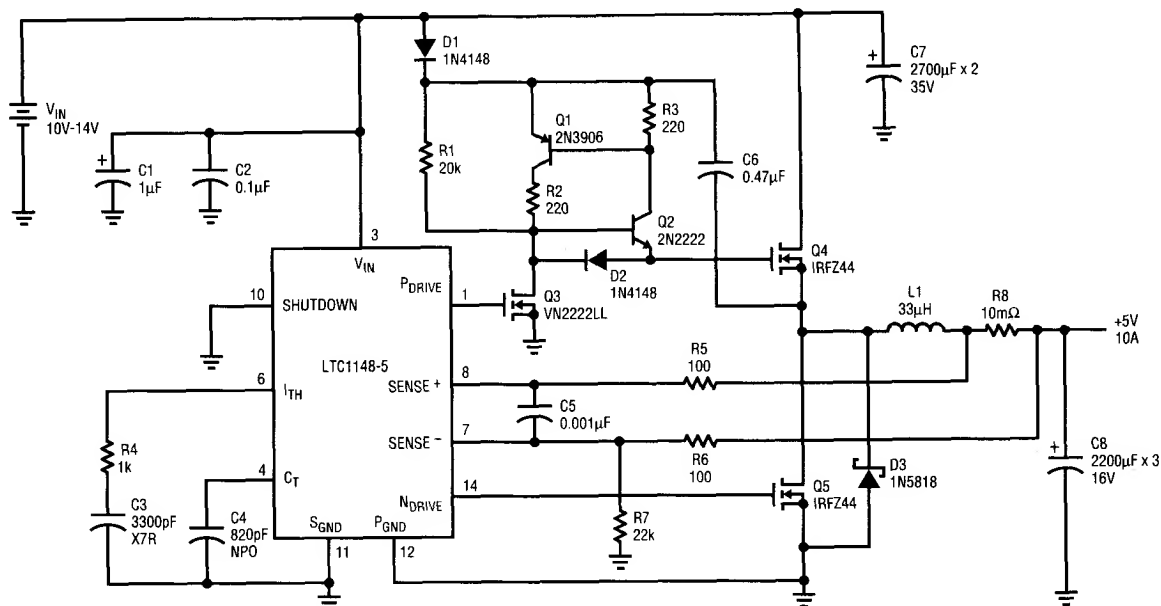 D1
1N4148
C7
2700µF x 2
35V
+
VIN
10V-14V
+
C1
1µF
C2
0.1µF
R1
20k
Q1
2N3906
R3
220
R2
220
C6
0.47µF
Q2
2N2222
D2
1N4148
Q4
IRFZ44
3
VIN
10
SHUTDOWN
PDRIVE
1
Q3
VN2222LL
L1
33µH
R8
10mΩ
+5V
10A
LTC1148-5
6
ITH
8
SENSE +
R5
100
C5
0.001µF
7
SENSE −
R6
100
R4
1k
4
CT
14
NDRIVE
R7
22k
Q5
IRFZ44
D3
1N5818
+
C8
2200µF x 3
16V
C3
3300pF
X7R
C4
820pF
NPO
SGND
PGND
11
12